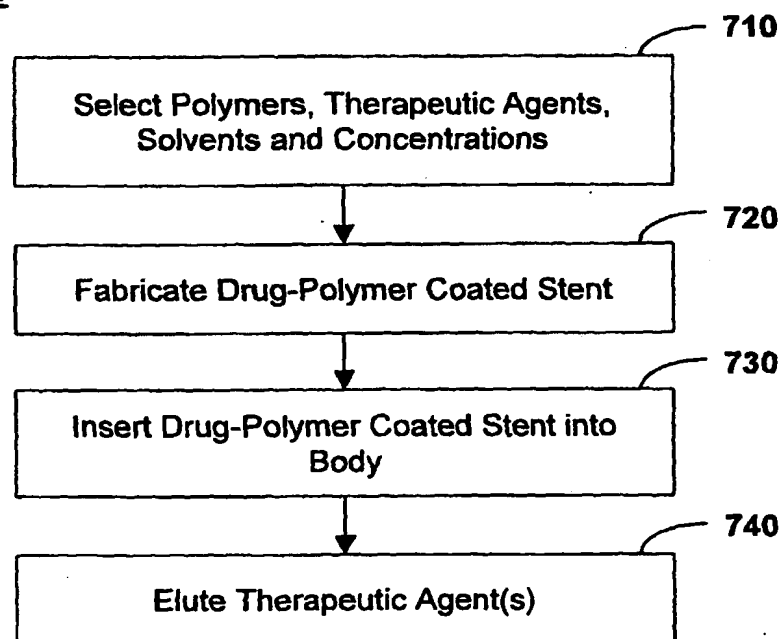 710
Select Polymers, Therapeutic Agents,
Solvents and Concentrations
720
Fabricate Drug-Polymer Coated Stent
730
Insert Drug-Polymer Coated Stent into
Body
740
Elute Therapeutic Agent(s)